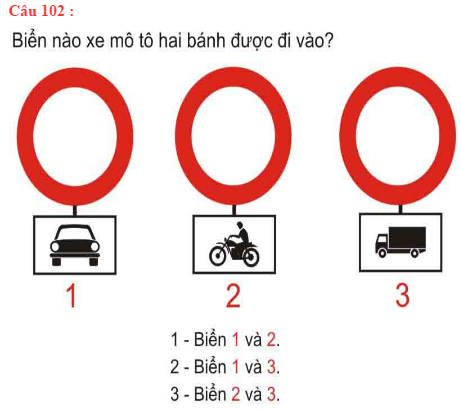 Câu 102 :
Biển nào xe mô tô hai bánh được đi vào?
1 2 3
1 - Biển 1 và 2.
2 - Biển 1 và 3.
3 - Biển 2 và 3.